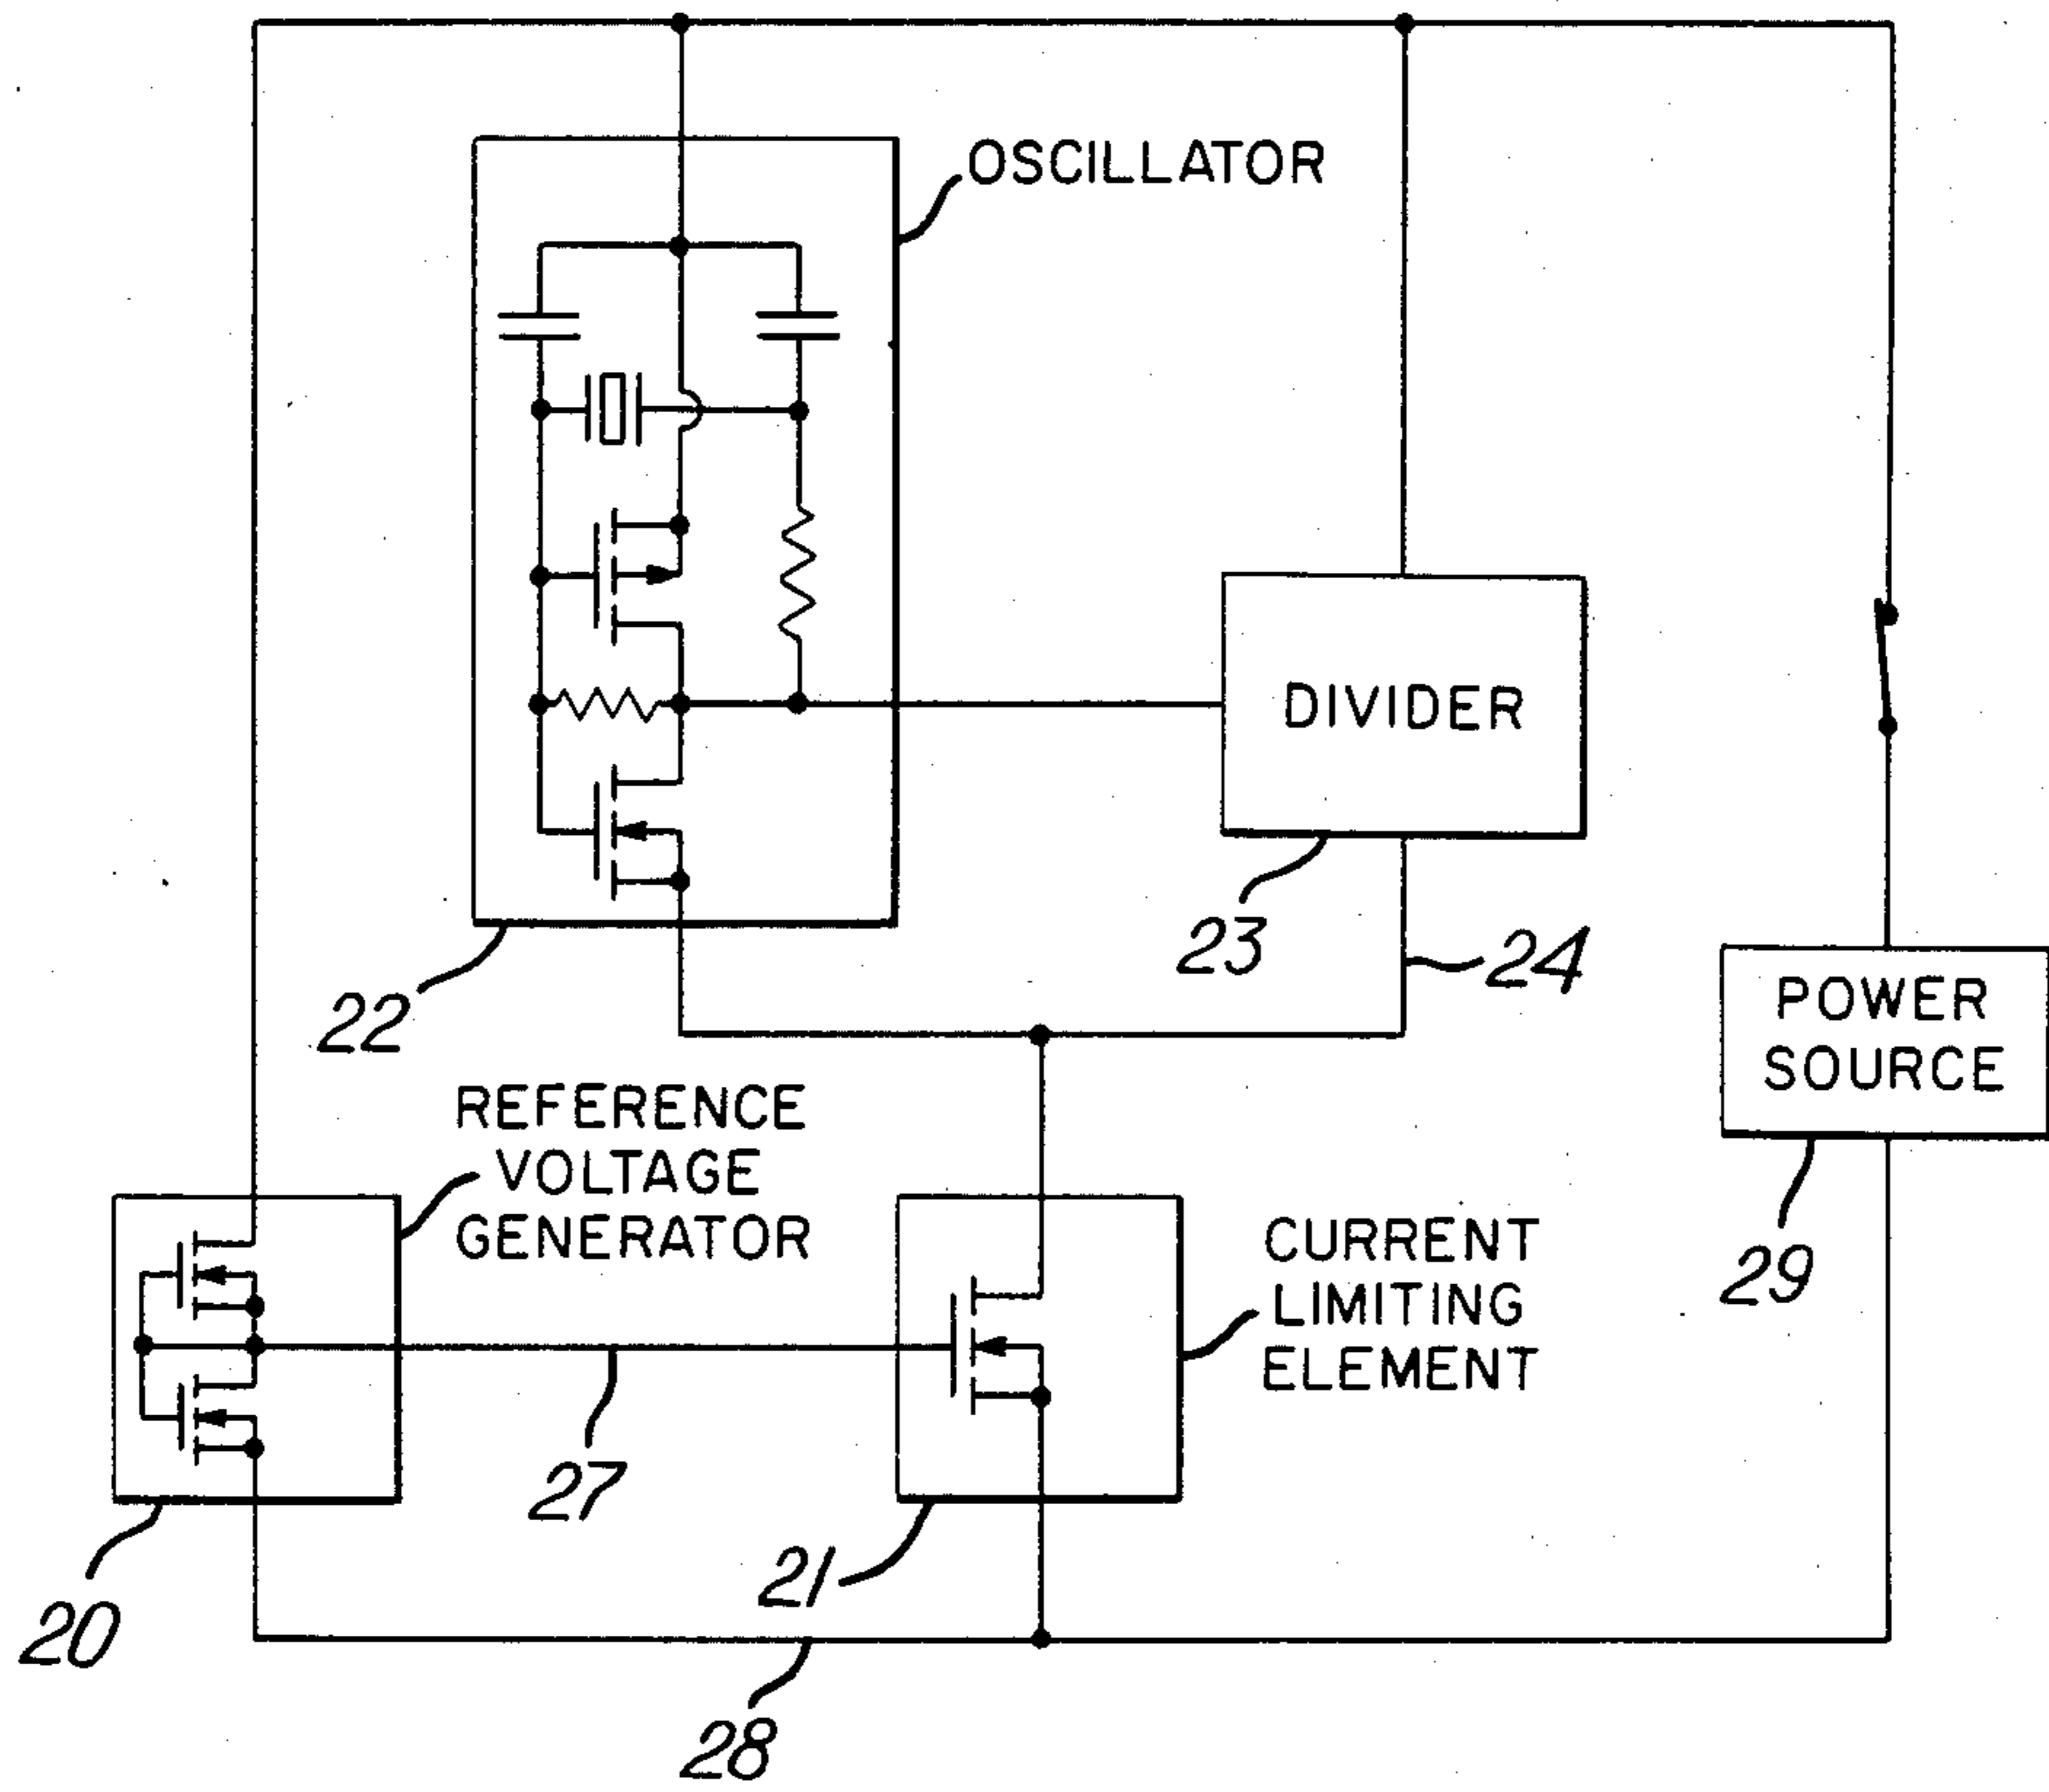 OSCILLATOR
DIVIDER
23
24
22
POWER
SOURCE
REFERENCE
VOLTAGE
GENERATOR
CURRENT
LIMITING
ELEMENT
29
27
21
20
28